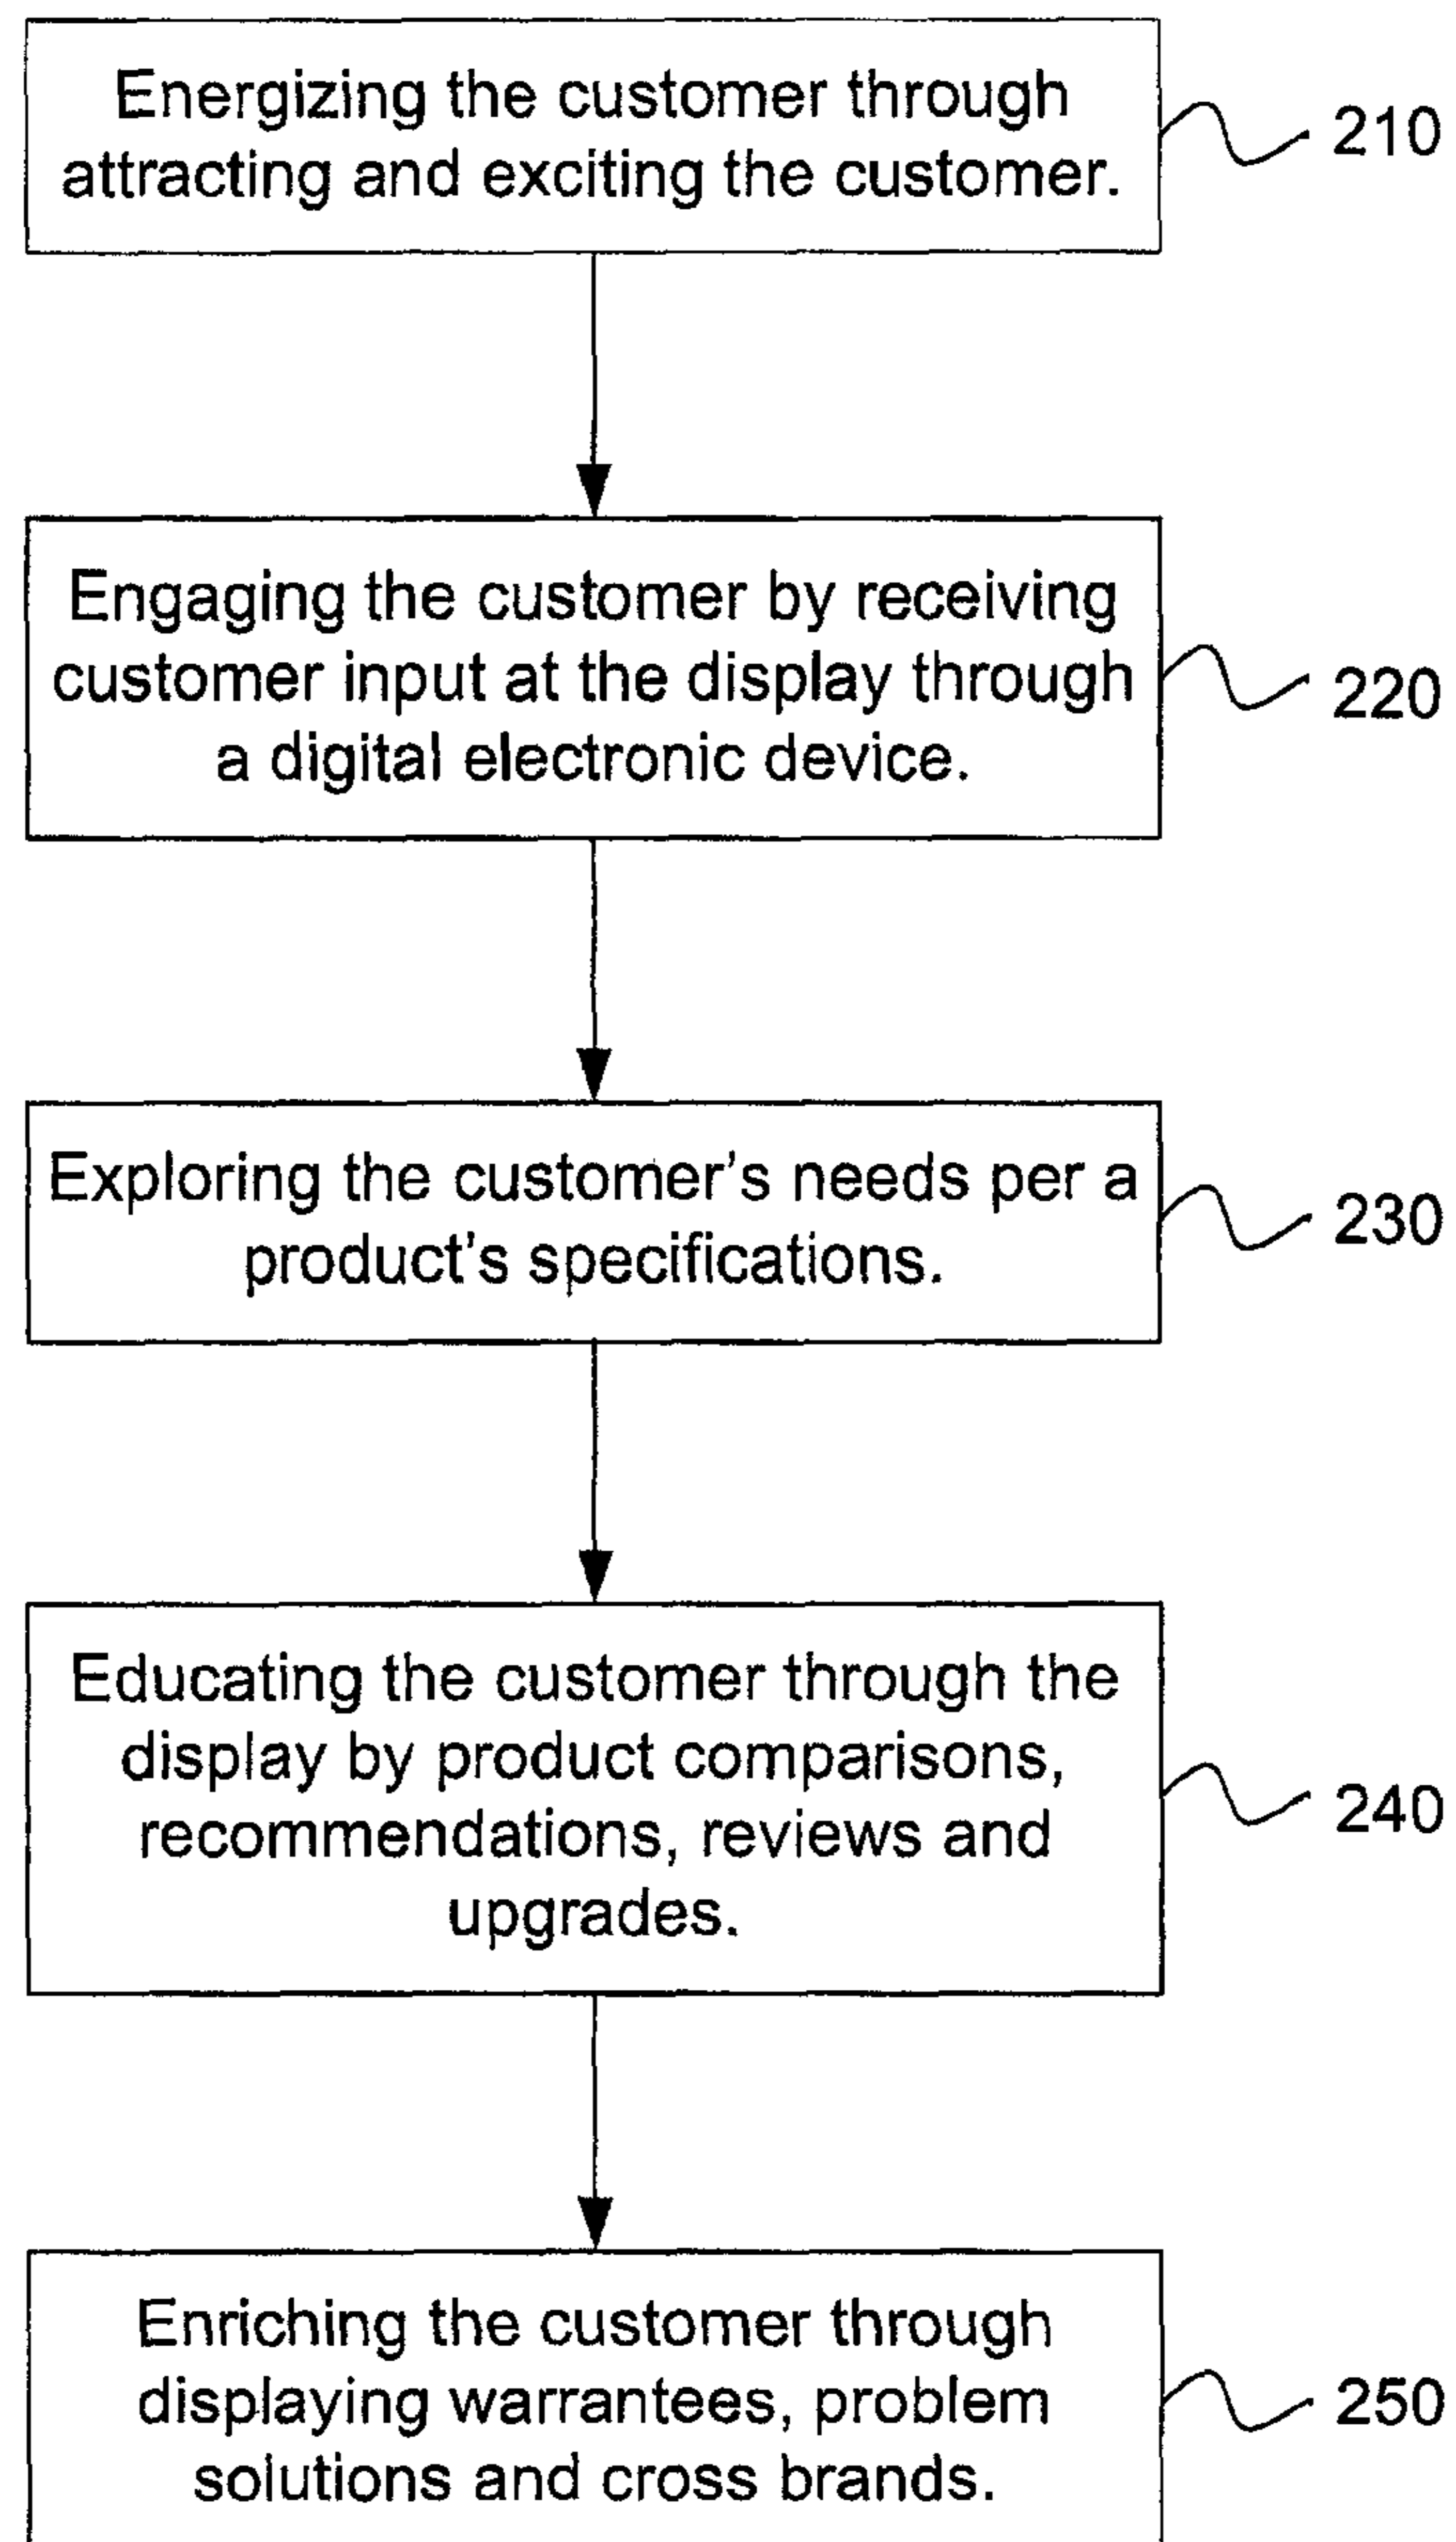 Energizing the customer through
attracting and exciting the customer.
210
Engaging the customer by receiving
customer input at the display through
a digital electronic device.
220
Exploring the customer's needs per a
product's specifications.
230
Educating the customer through the
display by product comparisons,
recommendations, reviews and
upgrades.
240
Enriching the customer through
displaying warrantees, problem
solutions and cross brands.
250